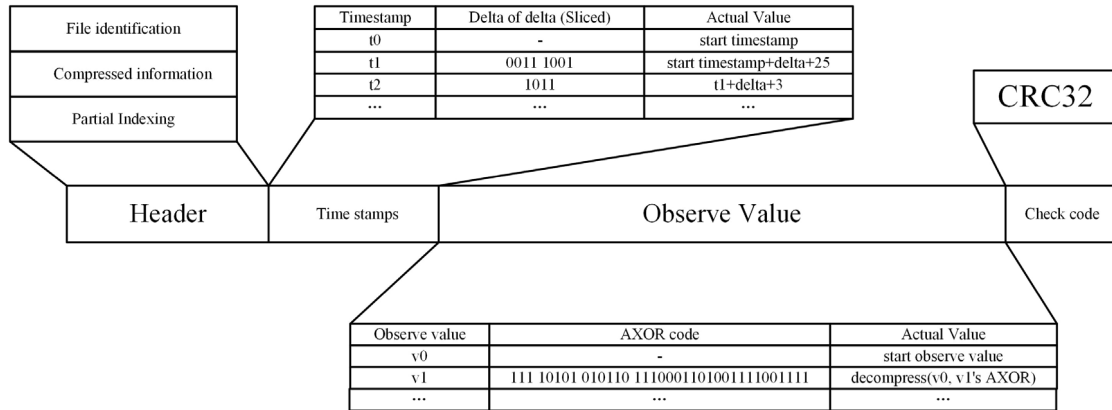 File identification
Compressed information
Partial Indexing
Timestamp Delta of delta (Sliced) Actual Value
t0 - start timestamp
t1 0011 1001 start timestamp+delta+25
t2 1011 t1+delta+3
... ... ...
CRC32
Header Time stamps Observe Value Check code
Observe value AXOR code Actual Value
v0 - start observe value
v1 111 10101 010110 1110001101001111001111 decompress(v0, v1's AXOR)
... ... ...